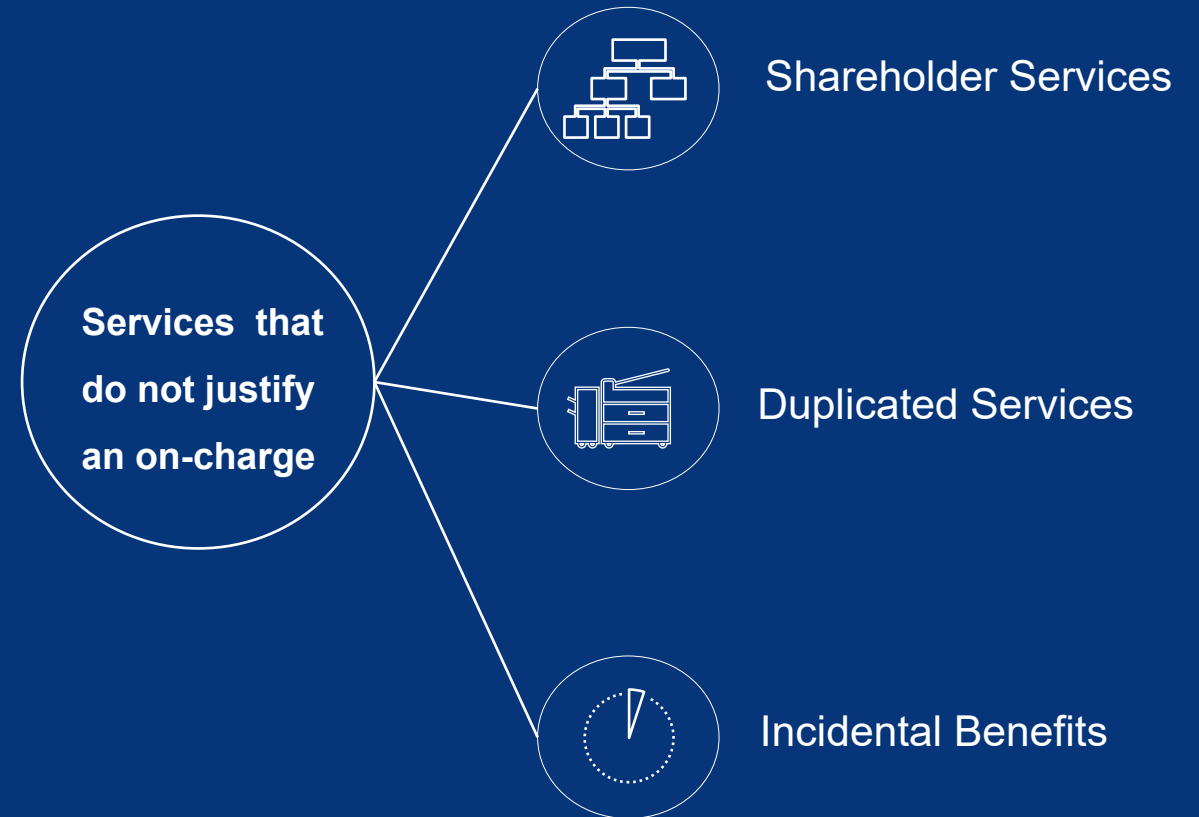 Shareholder Services
Services  that
do not justify
an on-charge
Duplicated Services
Incidental Benefits